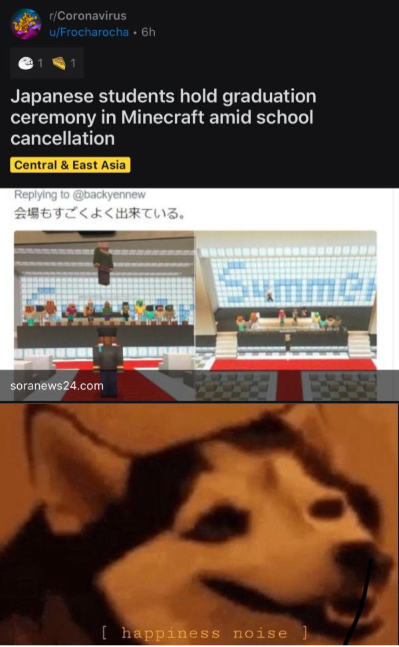 r/Coronavirus
u/Frocharocha • 6h
1 1
Japanese students hold graduation
ceremony in Minecraft amid school
cancellation
Central & East Asia
Replying to @backyennew
会場もすごくよく出来ている。
Summer
soranews24.com
[ happiness noise ]